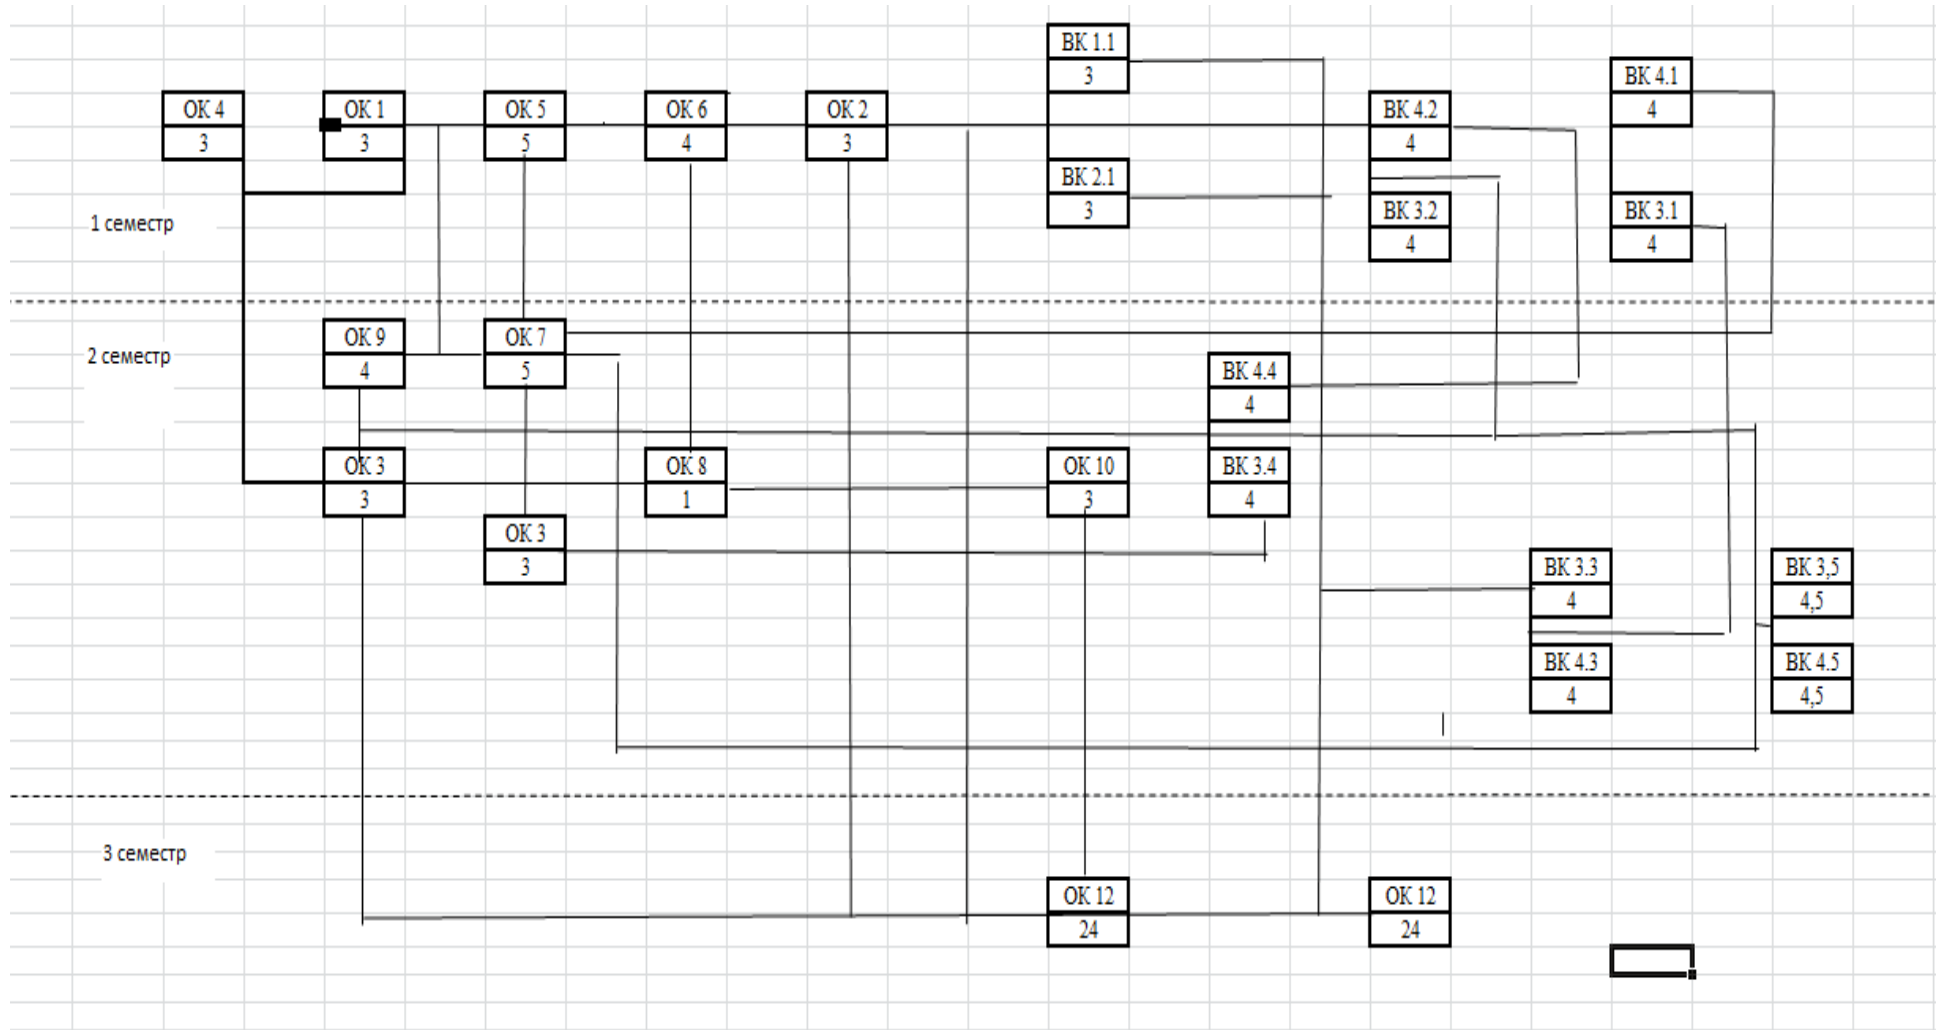 ВК 1.1
3
ВК 4.1
4
ОК 4
3
ОК 1
3
ОК 5
5
ОК 6
4
ОК 2
3
ВК 4.2
4
ВК 2.1
3
ВК 3.2
4
ВК 3.1
4
1 семестр
2 семестр
ОК 9
4
ОК 7
5
ВК 4.4
4
ОК 3
3
ОК 8
1
ОК 10
3
ВК 3.4
4
ОК 3
3
ВК 3.3
4
ВК 3,5
4,5
ВК 4.3
4
ВК 4.5
4,5
3 семестр
ОК 12
24
ОК 12
24